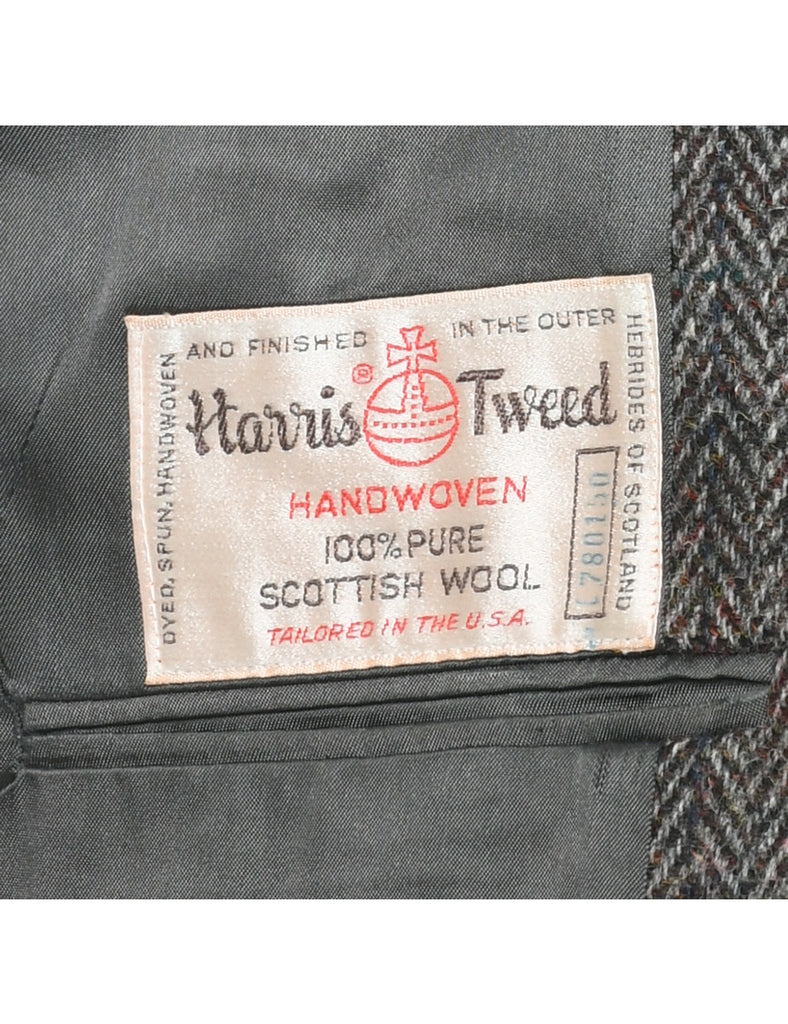 DYED, SPUN, HANDWOVEN
AND FINISHED
IN THE OUTER
HEBRIDES OF SCOTLAND
Harris® Tweed
HANDWOVEN
100% PURE
SCOTTISH WOOL
TAILORED IN THE U.S.A.
L780150